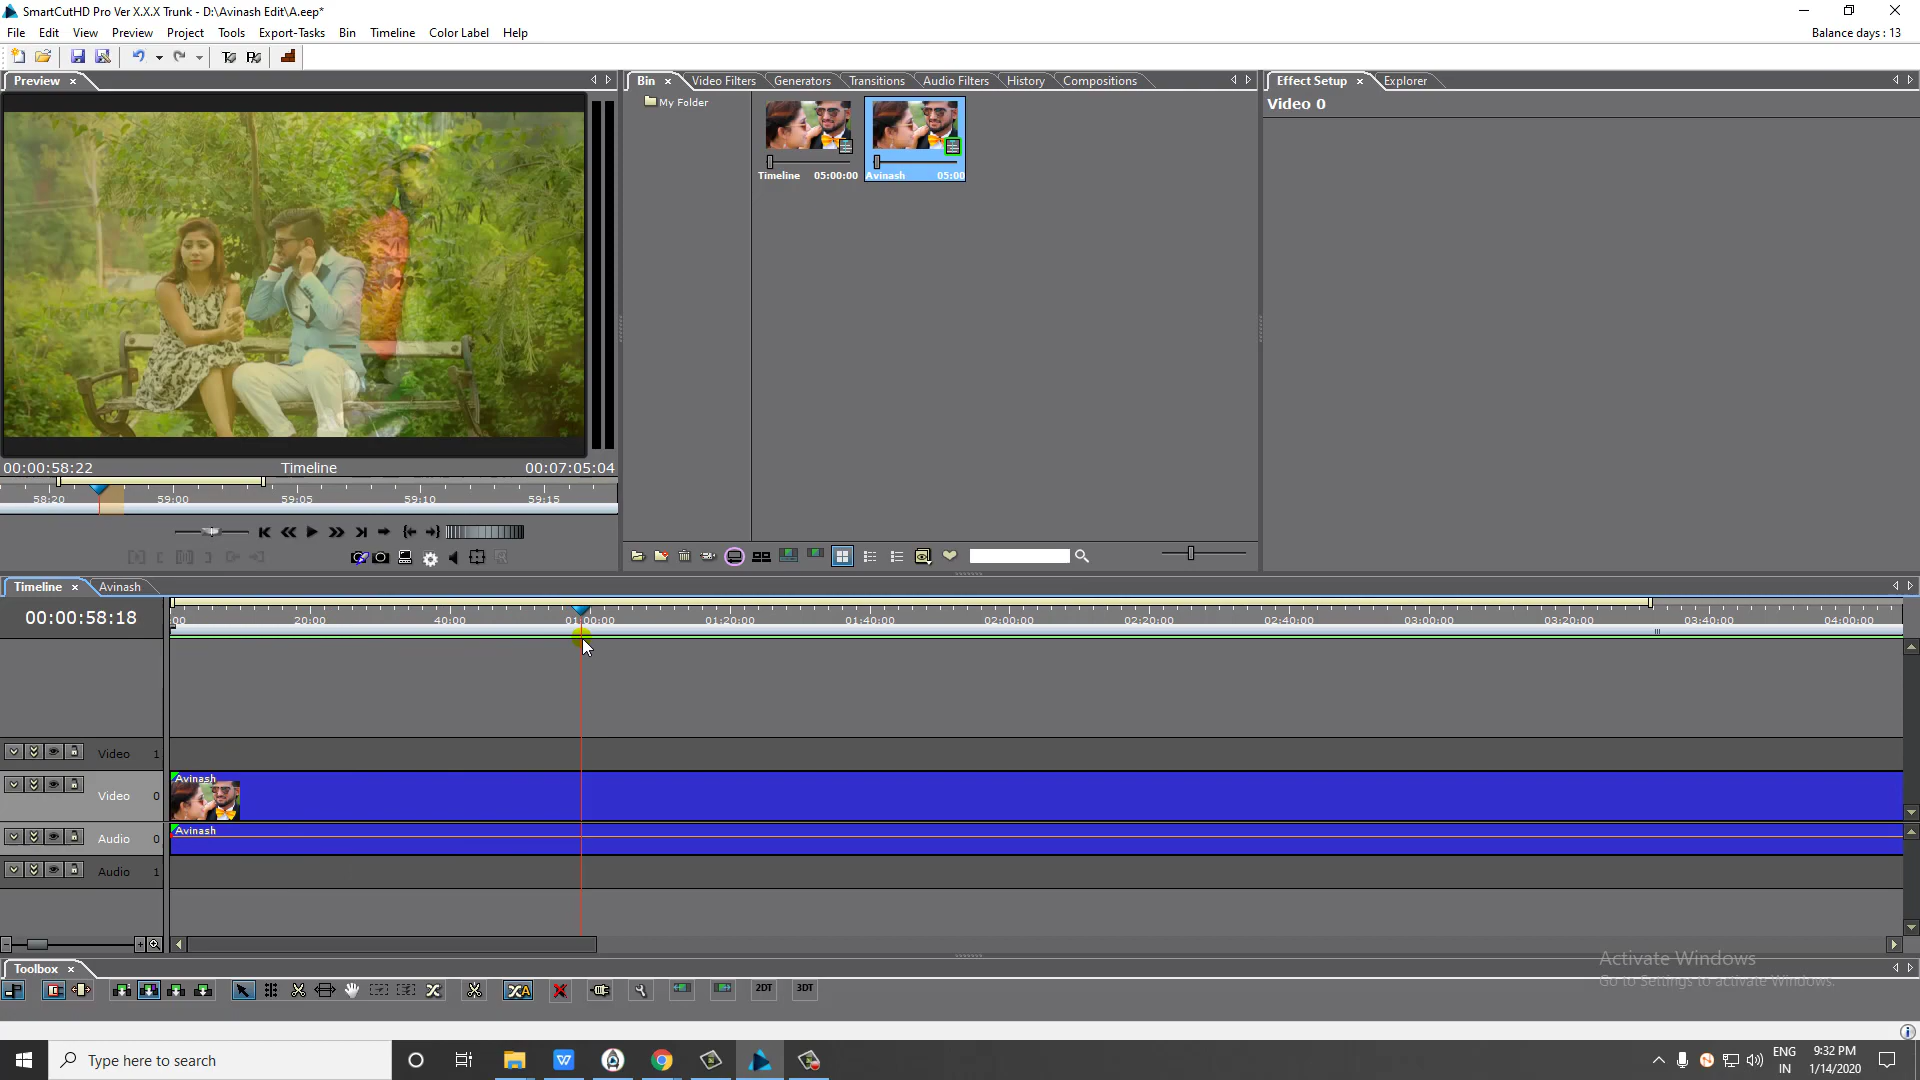 SmartCutHD Pro Ver X.X.X Trunk - D:\Avinash Edit\A.eep*
File Edit View Preview Project Tools Export-Tasks Bin Timeline Color Label Help
Balance days : 13
Preview
Bin Video Filters Generators Transitions Audio Filters History Compositions
Effect Setup Explorer
My Folder
Video 0
Timeline 05:00:00
Avinash 05:00
00:00:58:22 Timeline 00:07:05:04
58:20 59:00 59:05 59:10 59:15
Timeline Avinash
00:00:58:18
:00 20:00 40:00 01:00:00 01:20:00 01:40:00 02:00:00 02:20:00 02:40:00 03:00:00 03:20:00 03:40:00 04:00:00
Video 1
Avinash
Video 0
Avinash
Audio 0
Audio 1
Toolbox
2DT 3DT
Activate Windows
Go to Settings to activate Windows.
Type here to search
ENG
IN
9:32 PM
1/14/2020